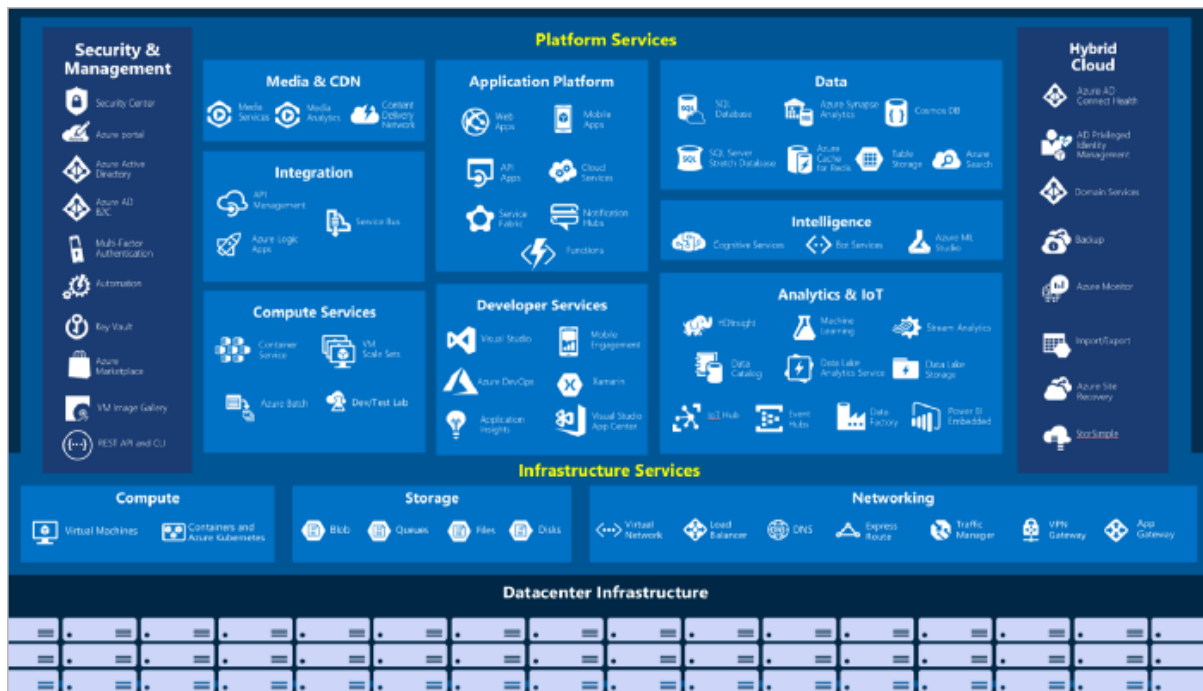 Platform Services
Security &
Management
Security Center
Azure portal
Azure Active
Directory
Azure AD
B2C
Multi-Factor
Authentication
Automation
Key Vault
Azure
Marketplace
VM Image Gallery
REST API and CLI
Media & CDN
Media
Services
Media
Analytics
Content
Delivery
Network
Integration
API
Management
Service Bus
Azure Logic
Apps
Compute Services
Container
Service
VM
Scale Sets
Azure Batch
Dev/Test Lab
Application Platform
Web
Apps
Mobile
Apps
API
Apps
Cloud
Services
Service
Fabric
Notification
Hubs
Functions
Developer Services
Visual Studio
Mobile
Engagement
Azure DevOps
Xamarin
Application
Insights
Visual Studio
App Center
Data
SQL
SQL
Database
Azure Synapse
Analytics
Cosmos DB
SQL
SQL Server
Stretch Database
Azure
Cache
for Redis
Table
Storage
Azure
Search
Intelligence
Cognitive Services
Bot Services
Azure ML
Studio
Analytics & IoT
HDInsight
Machine
Learning
Stream Analytics
Data
Catalog
Data Lake
Analytics Service
Data Lake
Storage
IoT Hub
Event
Hubs
Data
Factory
Power BI
Embedded
Hybrid
Cloud
Azure AD
Connect Health
AD Privileged
Identity
Management
Domain Services
Backup
Azure Monitor
Import/Export
Azure Site
Recovery
StorSimple
Infrastructure Services
Compute
Virtual Machines
Containers and
Azure Kubernetes
Storage
Blob
Queues
Files
Disks
Networking
Virtual
Network
Load
Balancer
DNS
Express
Route
Traffic
Manager
VPN
Gateway
App
Gateway
Datacenter Infrastructure